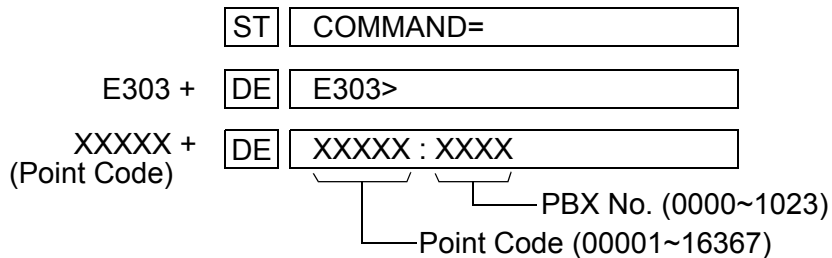 ST COMMAND=
E303 + DE E303>
XXXXX + DE XXXXX : XXXX
(Point Code)
PBX No. (0000~1023)
Point Code (00001~16367)